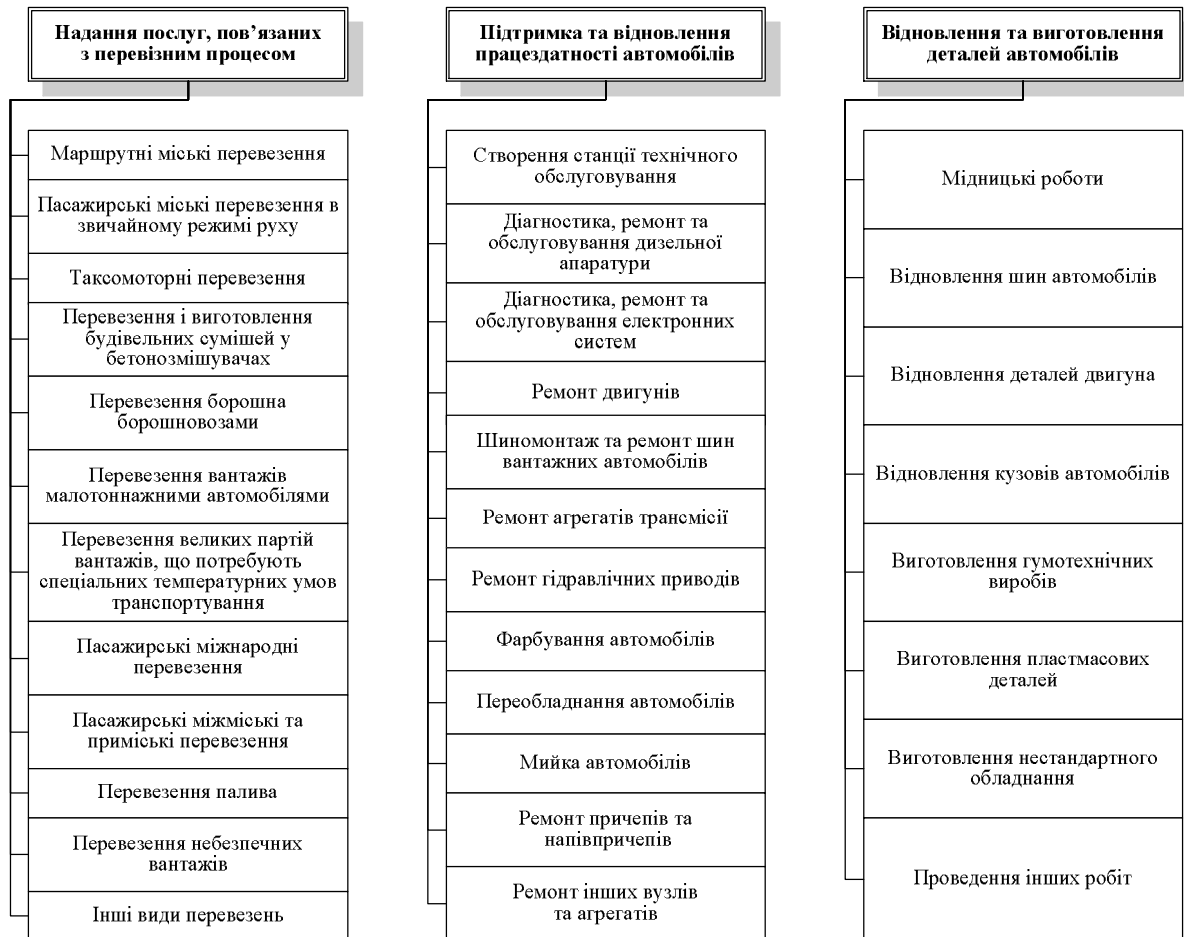 Надання послуг, пов’язаних
з перевізним процесом
Маршрутні міські перевезення
Пасажирські міські перевезення в
звичайному режимі руху
Таксомоторні перевезення
Перевезення і виготовлення
будівельних сумішей у
бетонозмішувачах
Перевезення борошна
борошновозами
Перевезення вантажів
малотоннажними автомобілями
Перевезення великих партій
вантажів, що потребують
спеціальних температурних умов
транспортування
Пасажирські міжнародні
перевезення
Пасажирські міжміські та
приміські перевезення
Перевезення палива
Перевезення небезпечних
вантажів
Інші види перевезень
Підтримка та відновлення
працездатності автомобілів
Створення станції технічного
обслуговування
Діагностика, ремонт та
обслуговування дизельної
апаратури
Діагностика, ремонт та
обслуговування електронних
систем
Ремонт двигунів
Шиномонтаж та ремонт шин
вантажних автомобілів
Ремонт агрегатів трансмісії
Ремонт гідравлічних приводів
Фарбування автомобілів
Переобладнання автомобілів
Мийка автомобілів
Ремонт причепів та
напівпричепів
Ремонт інших вузлів
та агрегатів
Відновлення та виготовлення
деталей автомобілів
Мідницькі роботи
Відновлення шин автомобілів
Відновлення деталей двигуна
Відновлення кузовів автомобілів
Виготовлення гумотехнічних
виробів
Виготовлення пластмасових
деталей
Виготовлення нестандартного
обладнання
Проведення інших робіт